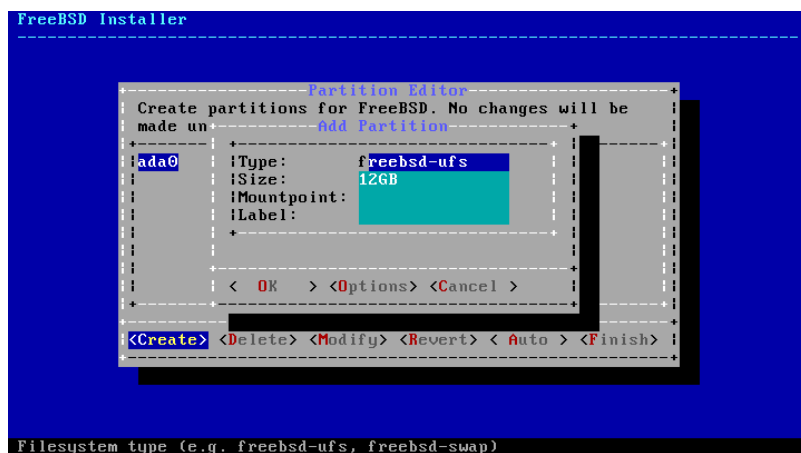 FreeBSD Installer
Partition Editor
Create partitions for FreeBSD. No changes will be
made un
Add Partition
ada0
Type: freebsd-ufs
Size: 12GB
Mountpoint:
Label:
< OK > <Options> <Cancel >
<Create> <Delete> <Modify> <Revert> < Auto > <Finish>
Filesystem type (e.g. freebsd-ufs, freebsd-swap)